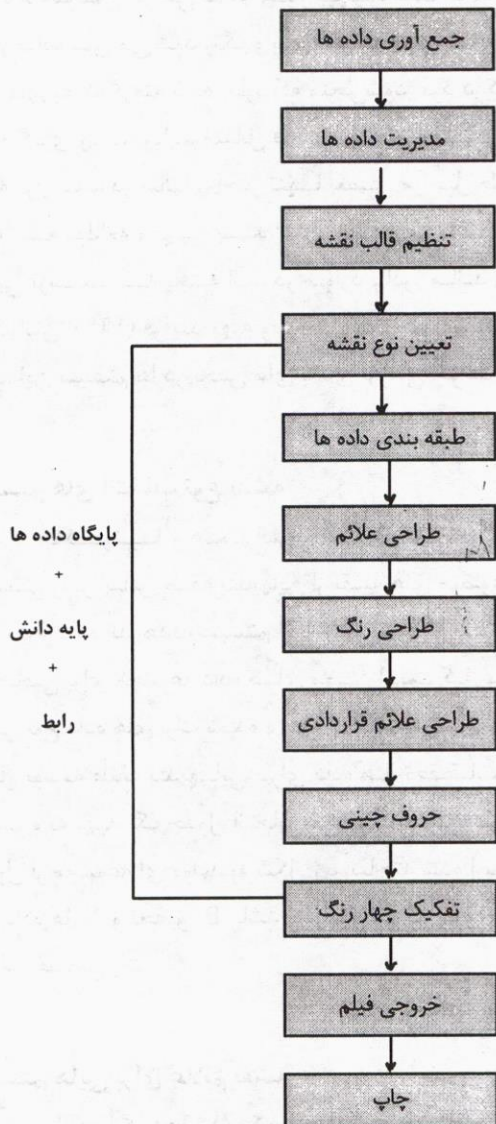 جمع آوری داده ها
مدیریت داده ها
تنظیم قالب نقشه
تعیین نوع نقشه
طبقه بندی داده ها
طراحی علائم
طراحی رنگ
طراحی علائم قراردادی
حروف چینی
تفکیک چهار رنگ
خروجی فیلم
چاپ
پایگاه داده ها
+
پایه دانش
+
رابط